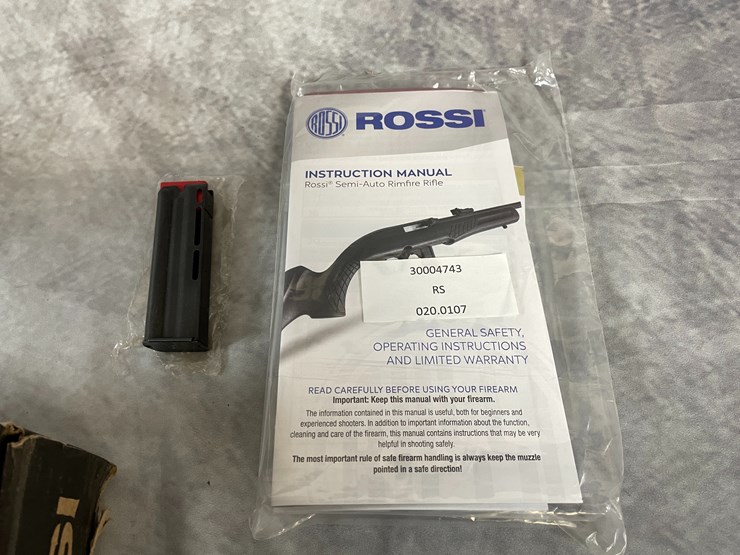 ROSSI
ROSSI®
INSTRUCTION MANUAL
Rossi® Semi-Auto Rimfire Rifle
30004743
RS
020.0107
GENERAL SAFETY,
OPERATING INSTRUCTIONS
AND LIMITED WARRANTY
READ CAREFULLY BEFORE USING YOUR FIREARM
Important: Keep this manual with your firearm.
The information contained in this manual is useful, both for beginners and
experienced shooters. In addition to important information about the function,
cleaning and care of the firearm, this manual contains instructions that may be very
helpful in shooting safely.
The most important rule of safe firearm handling is always keep the muzzle
pointed in a safe direction!
SI